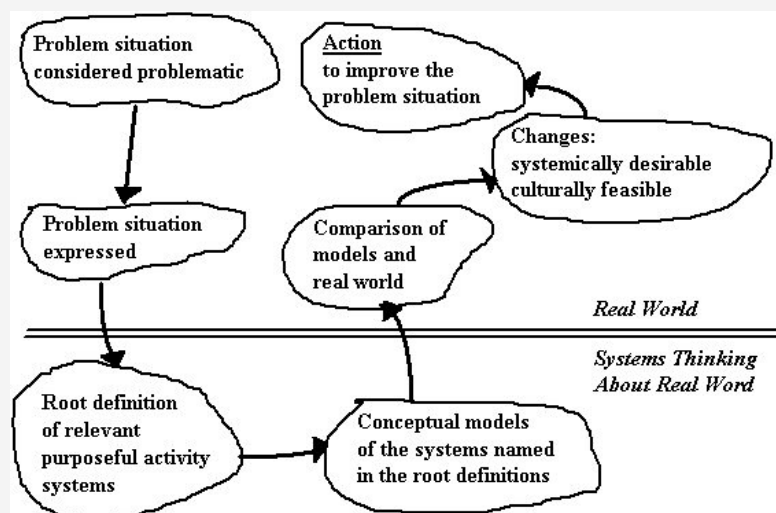 Problem situation
considered problematic
Problem situation
expressed
Root definition
of relevant
purposeful activity
systems
Conceptual models
of the systems named
in the root definitions
Comparison of
models and
real world
Changes:
systemically desirable
culturally feasible
Action
to improve the
problem situation
Real World
Systems Thinking
About Real Word